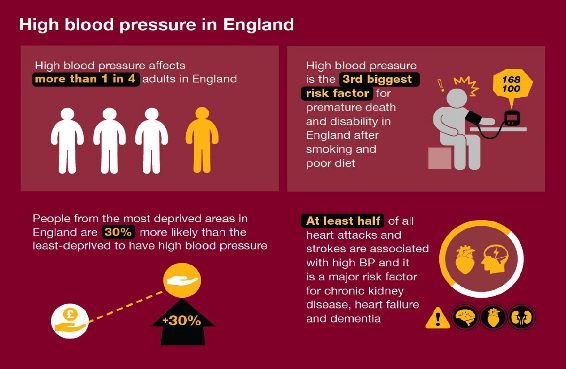 High blood pressure in England
High blood pressure affects
more than 1 in 4 adults in England
High blood pressure
is the 3rd biggest
risk factor for
premature death
and disability in
England after
smoking and
poor diet
168
100
People from the most deprived areas in
England are 30% more likely than the
least-deprived to have high blood pressure
£
+30%
At least half of all
heart attacks and
strokes are associated
with high BP and it
is a major risk factor
for chronic kidney
disease, heart failure
and dementia